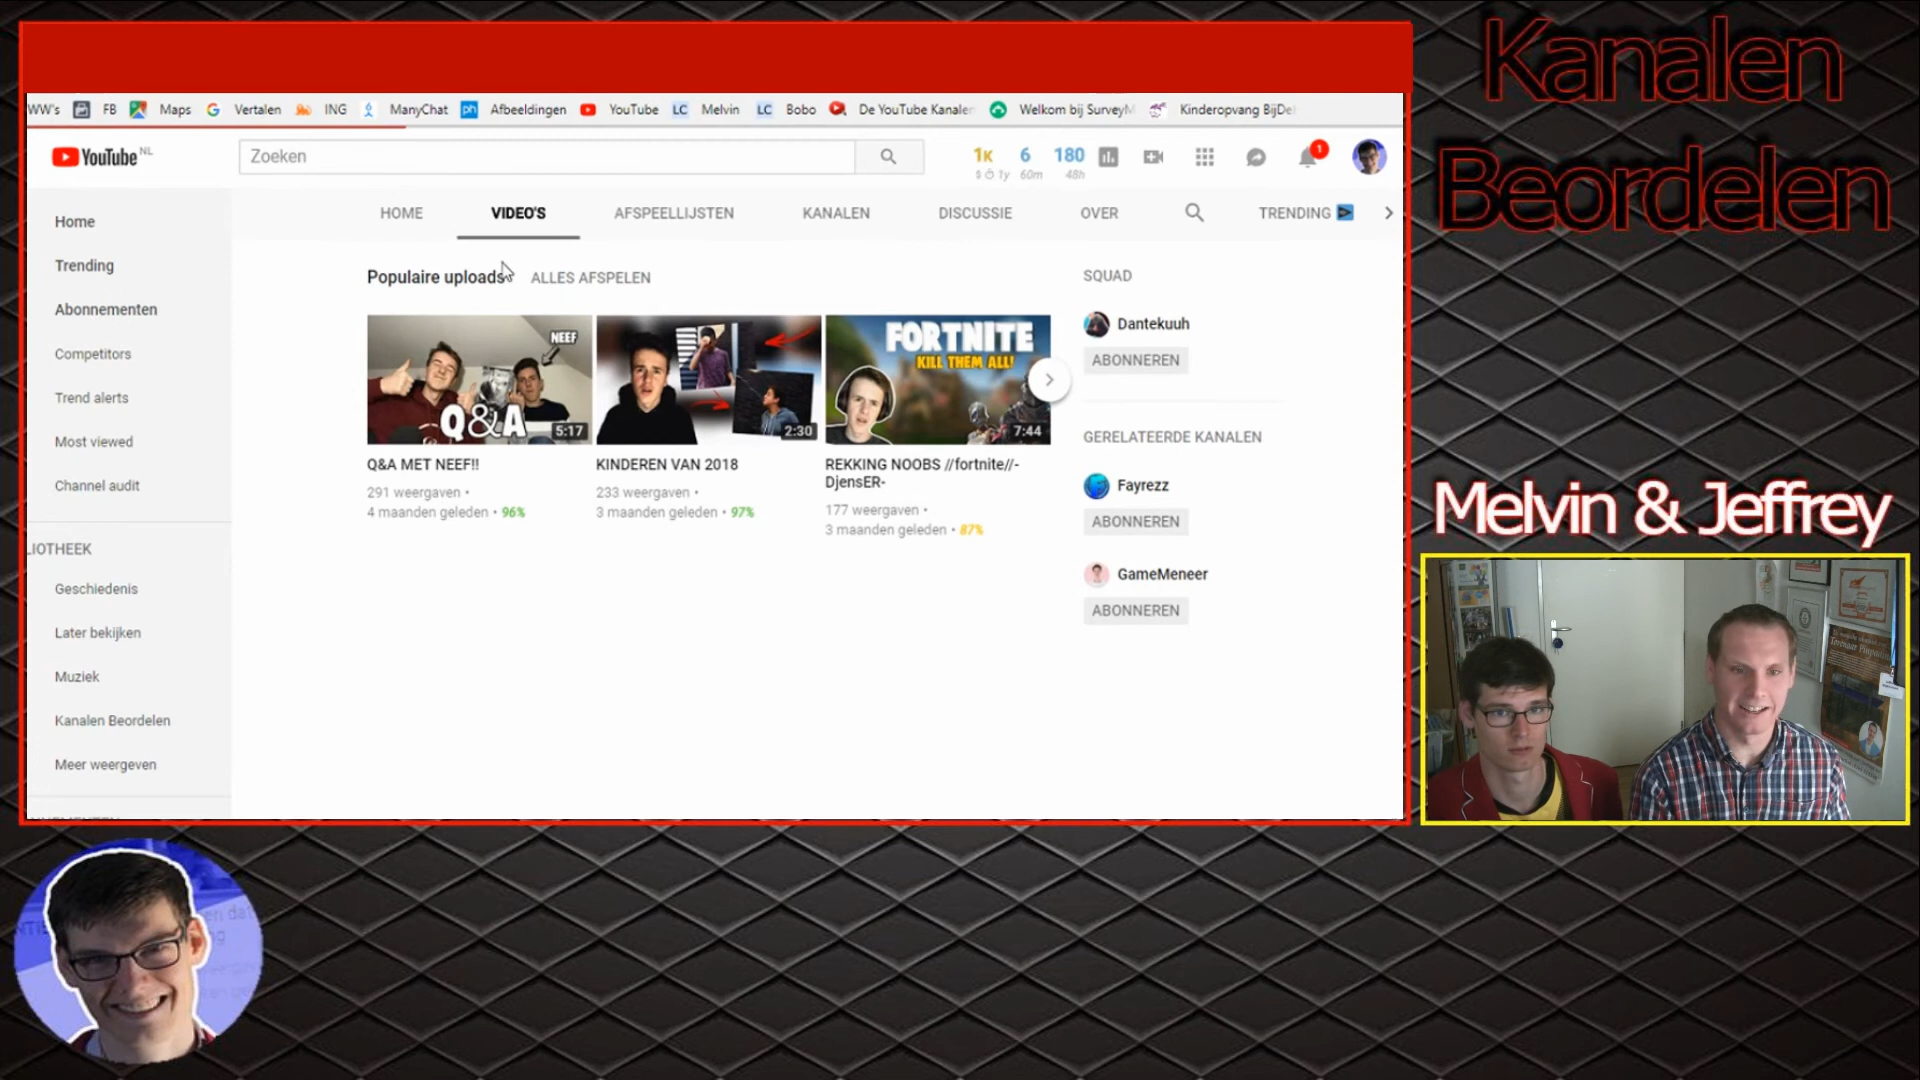 Kanalen
Beordelen
WW's FB Maps Vertalen ING ManyChat Afbeeldingen YouTube LC Melvin LC Bobo De YouTube Kanalen Welkom bij SurveyM Kinderopvang BijDe
YouTube NL
Zoeken
1K 6 180
1y 60m 48h
1
HOME VIDEO'S AFSPEELLIJSTEN KANALEN DISCUSSIE OVER TRENDING
Home
Trending
Abonnementen
Competitors
Trend alerts
Most viewed
Channel audit
LIOTHEEK
Geschiedenis
Later bekijken
Muziek
Kanalen Beordelen
Meer weergeven
Populaire uploads ALLES AFSPELEN
NEEF
Q&A
5:17
Q&A MET NEEF!!
291 weergaven •
4 maanden geleden • 96%
2:30
KINDEREN VAN 2018
233 weergaven •
3 maanden geleden • 97%
FORTNITE
KILL THEM ALL!
7:44
REKKING NOOBS //fortnite//-
DjensER-
177 weergaven •
3 maanden geleden • 87%
SQUAD
Dantekuuh
ABONNEREN
GERELATEERDE KANALEN
Fayrezz
ABONNEREN
GameMeneer
ABONNEREN
Melvin & Jeffrey